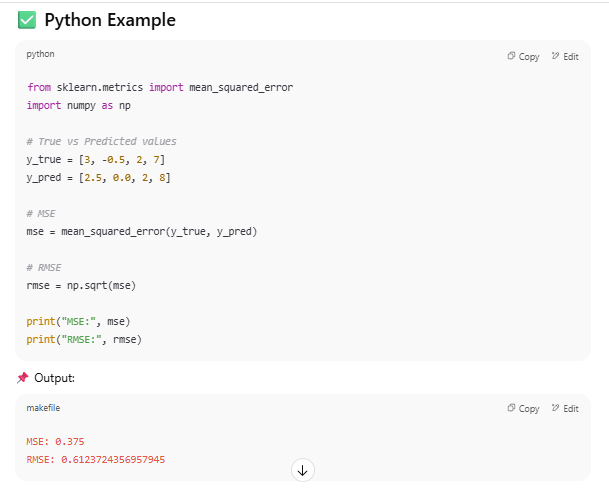 ✅ Python Example
python
Copy Edit
from sklearn.metrics import mean_squared_error
import numpy as np
# True vs Predicted values
y_true = [3, -0.5, 2, 7]
y_pred = [2.5, 0.0, 2, 8]
# MSE
mse = mean_squared_error(y_true, y_pred)
# RMSE
rmse = np.sqrt(mse)
print("MSE:", mse)
print("RMSE:", rmse)
📌 Output:
makefile
Copy Edit
MSE: 0.375
RMSE: 0.6123724356957945